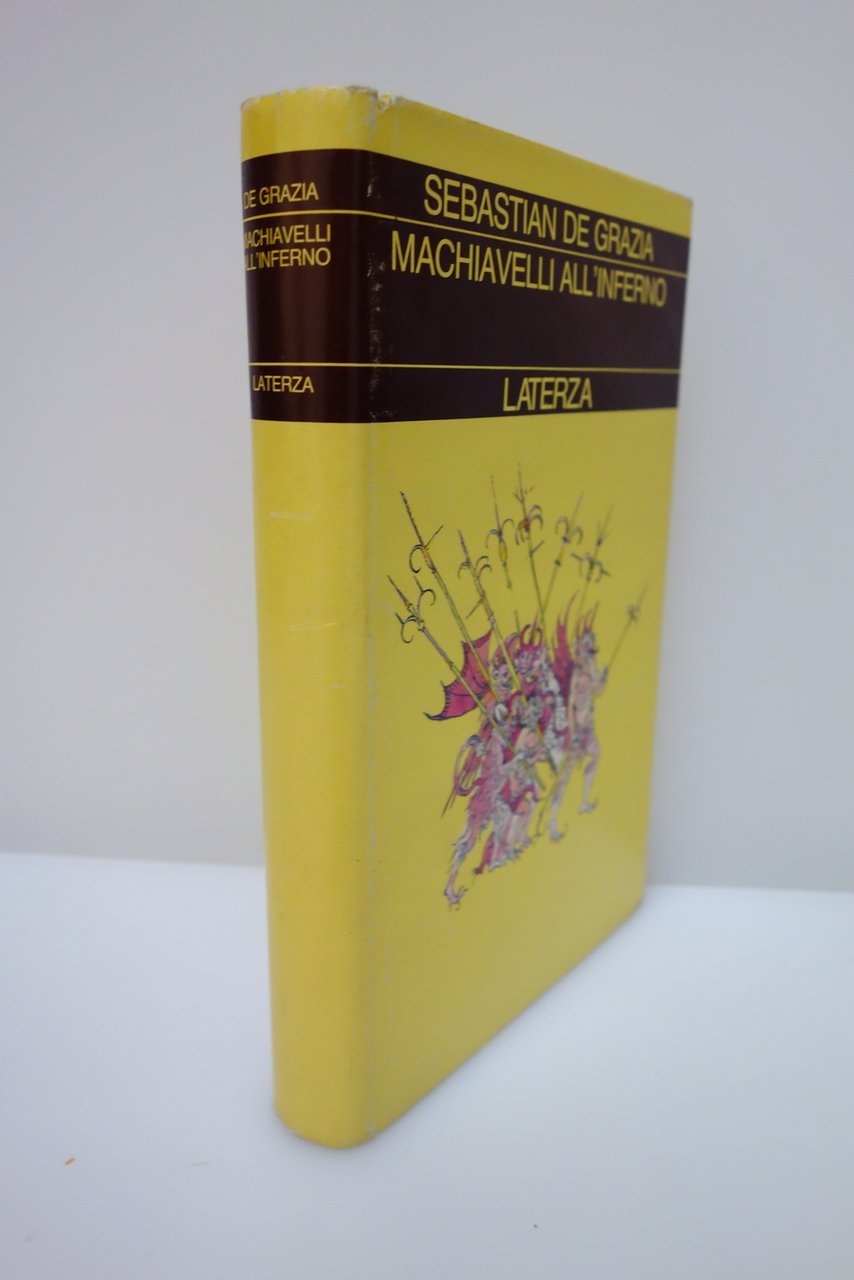 DE GRAZIA
MACHIAVELLI
ALL'INFERNO
LATERZA
SEBASTIAN DE GRAZIA
MACHIAVELLI ALL'INFERNO
LATERZA